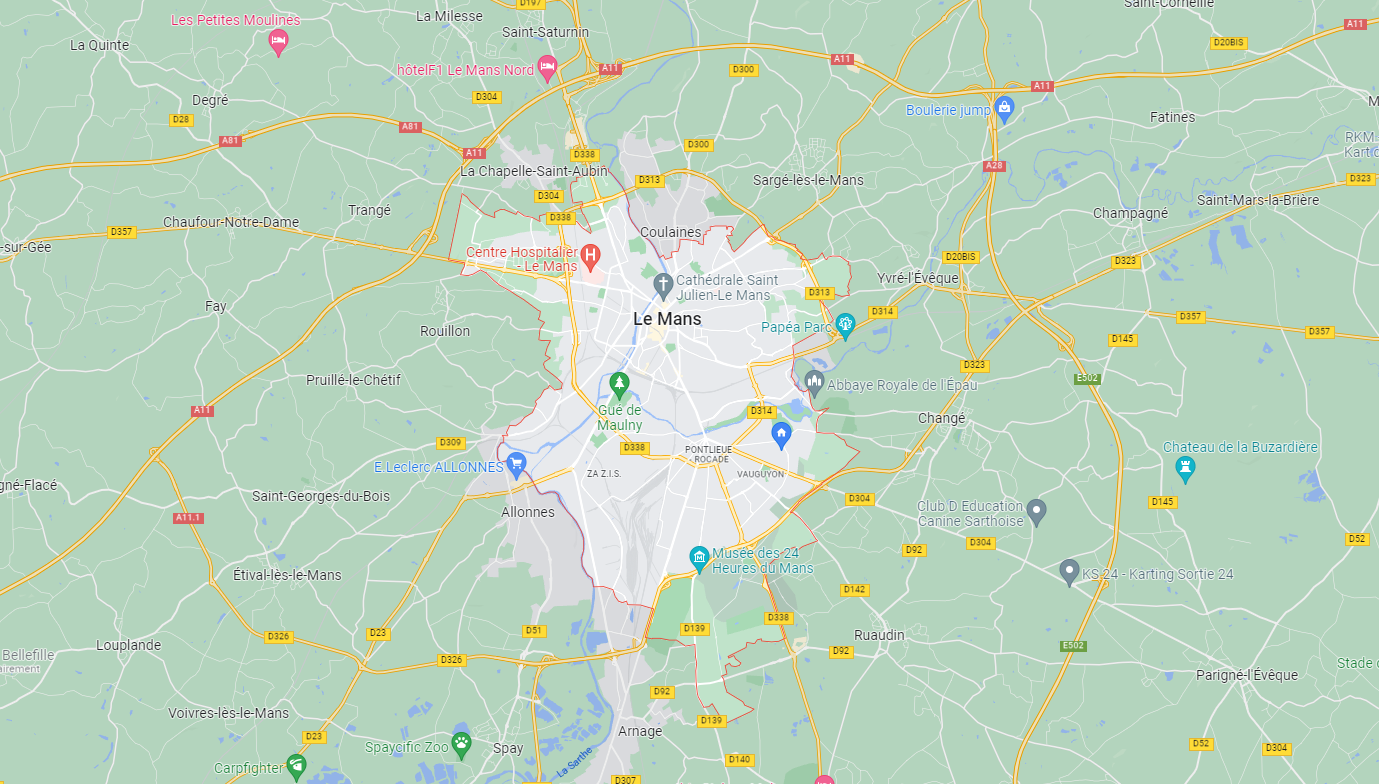 D197
Saint-Corneille
La Milesse
Les Petites Moulines
A11
Saint-Saturnin
La Quinte
D20BIS
A11
hôtelF1 Le Mans Nord
A11
D300
A11
D304
Degré
Boulerie jump
Fatines
D28
A81
A81
RKM
Kart
A11
D338
D300
A28
La Chapelle-Saint-Aubin
D313
Sargé-lès-le-Mans
D323
D304
Saint-Mars-la-Brière
Trangé
Champagné
D338
Chaufour-Notre-Dame
D357
Coulaines
-sur-Gée
Centre Hospitalier
- Le Mans
D20BIS
D323
Cathédrale Saint
Julien-Le Mans
Yvré-l'Évêque
D313
Fay
D314
Le Mans
D357
Papéa Parc
D357
Rouillon
D145
D323
Pruillé-le-Chétif
E502
Abbaye Royale de l'Épau
A11
Gué de
Maulny
D314
Changé
D309
D338
PONTLIEUE
- ROCADE
Chateau de la Buzardière
E.Leclerc ALLONNES
ZA Z.I.S.
VAUGUYON
gné-Flacé
Saint-Georges-du-Bois
D304
D145
Allonnes
Club D Education
Canine Sarthoise
A11.1
D52
D304
D92
Musée des 24
Heures du Mans
Étival-lès-le-Mans
KS 24 - Karting Sortie 24
D142
D338
D139
D51
D23
D326
Ruaudin
Louplande
E502
D92
Bellefille
airement
D326
Stade
Parigné-l'Évêque
D92
Voivres-lès-le-Mans
D139
Arnage
D23
Spaycific Zoo
Spay
D52
D304
La Sarthe
D140
Carpfighter
D307